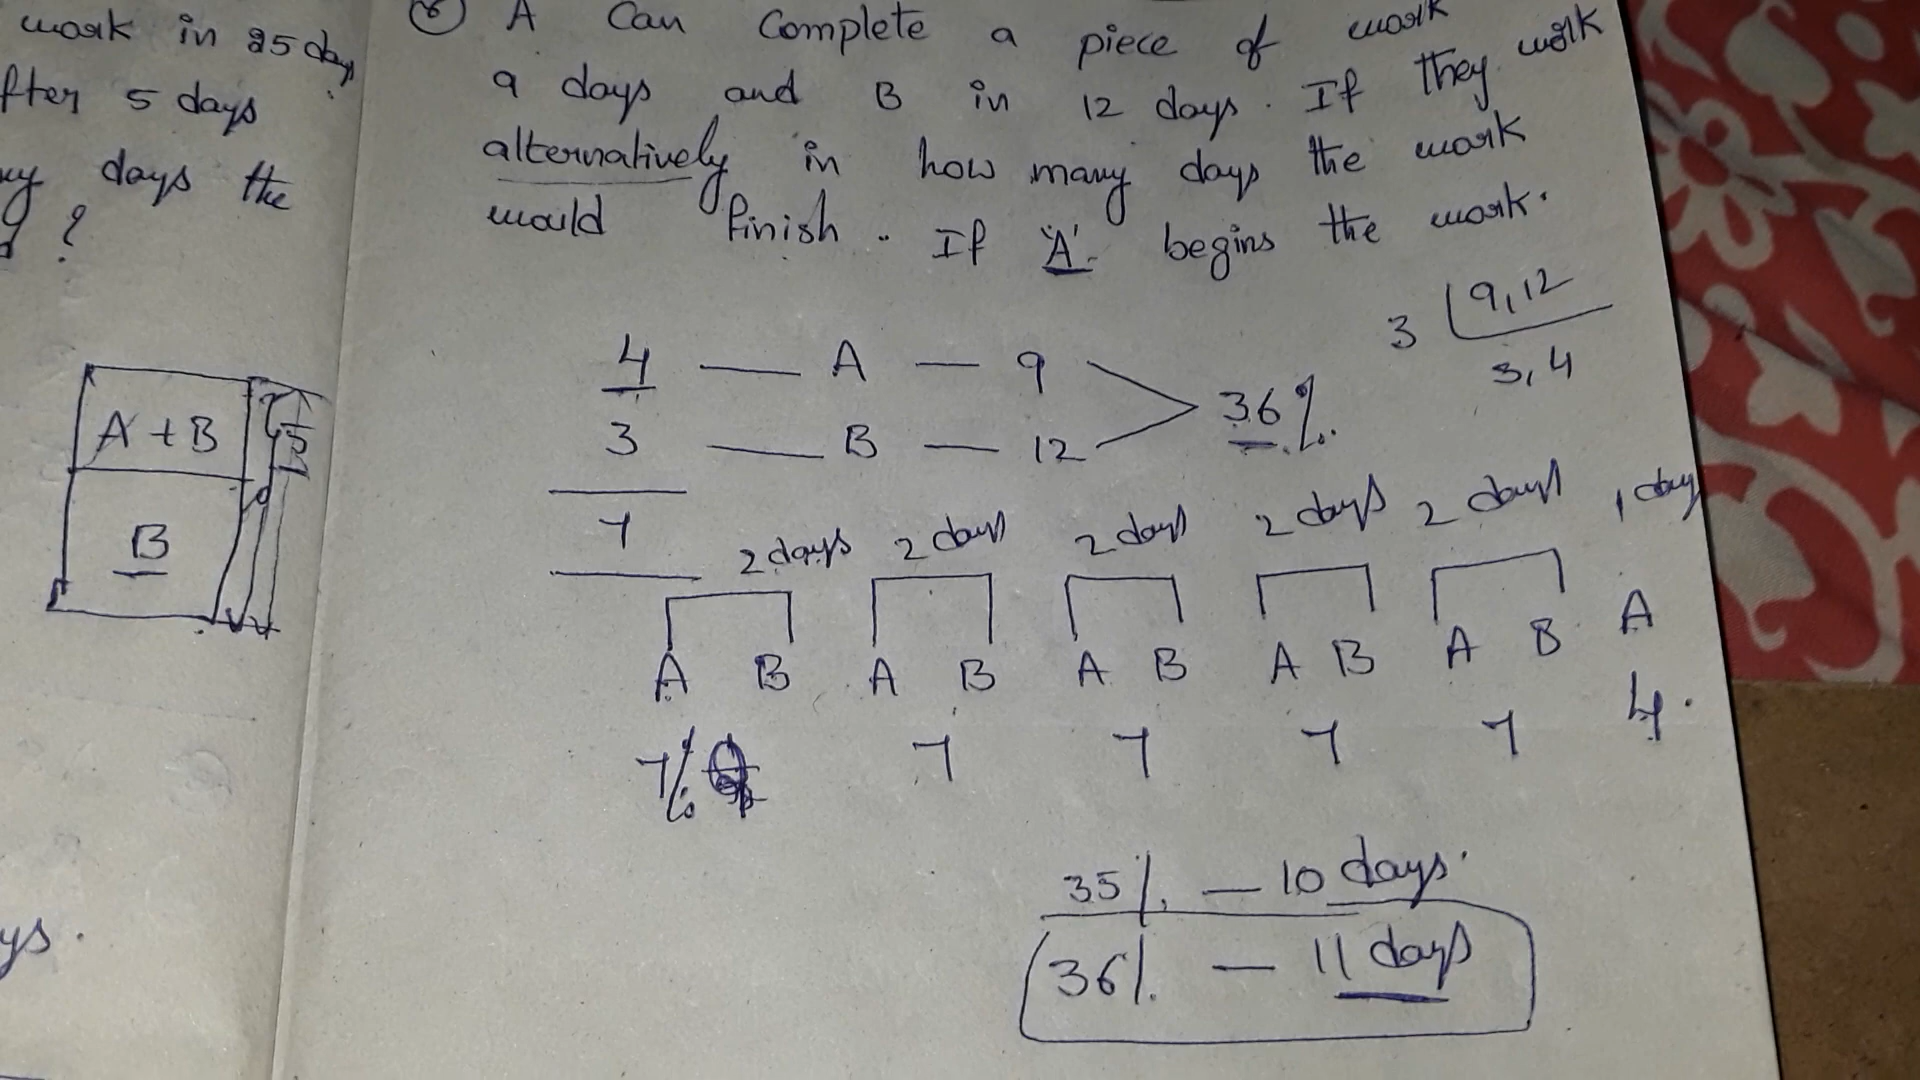 work in 25 days
fter 5 days
days the
?
A + B
B
ys.
8 A Can Complete a piece of work
9 days and B in 12 days. If they work
alternatively in how many days the work
would finish. If 'A' begins the work.
3 9,12
3,4
4 — A — 9
3 — B — 12
36%.
7
2 days 2 days 2 days 2 days 2 days 1 day
A B A B A B A B A B A
7% 7 7 7 7 4.
35%. — 10 days.
36%. — 11 days